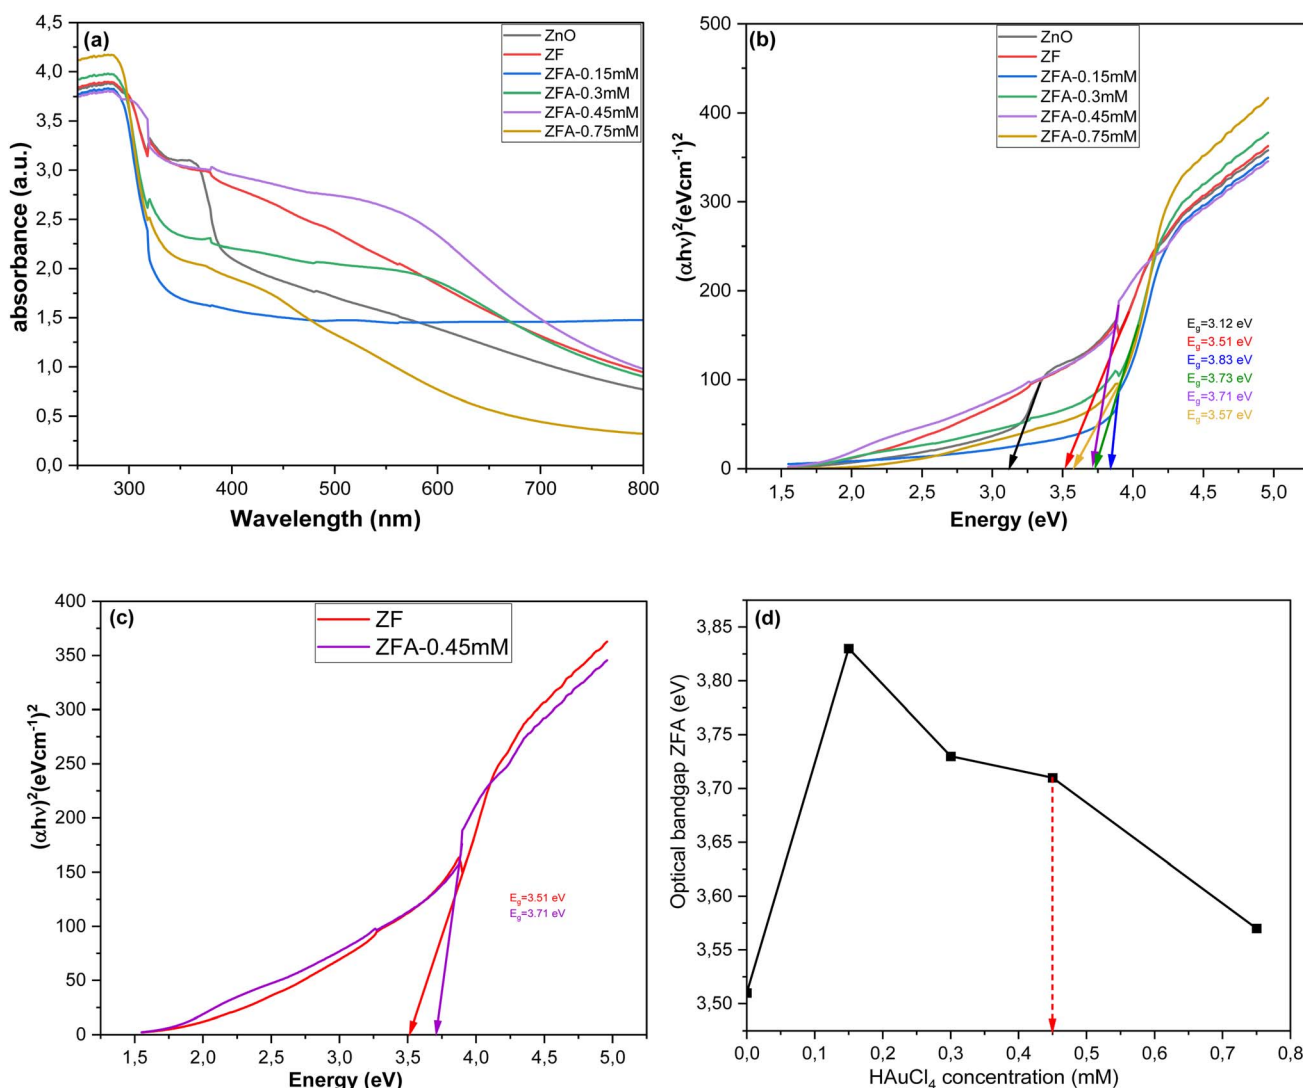 (a)
ZnO
ZF
ZFA-0.15mM
ZFA-0.3mM
ZFA-0.45mM
ZFA-0.75mM
absorbance (a.u.)
4,5
4,0
3,5
3,0
2,5
2,0
1,5
1,0
0,5
0,0
300 400 500 600 700 800
Wavelength (nm)
(b)
ZnO
ZF
ZFA-0.15mM
ZFA-0.3mM
ZFA-0.45mM
ZFA-0.75mM
(αhν)²(eVcm⁻¹)²
500
400
300
200
100
0
Eg=3.12 eV
Eg=3.51 eV
Eg=3.83 eV
Eg=3.73 eV
Eg=3.71 eV
Eg=3.57 eV
1,5 2,0 2,5 3,0 3,5 4,0 4,5 5,0
Energy (eV)
(c)
ZF
ZFA-0.45mM
(αhν)²(eVcm⁻¹)²
400
350
300
250
200
150
100
50
0
Eg=3.51 eV
Eg=3.71 eV
1,5 2,0 2,5 3,0 3,5 4,0 4,5 5,0
Energy (eV)
(d)
Optical bandgap ZFA (eV)
3,85
3,80
3,75
3,70
3,65
3,60
3,55
3,50
0,0 0,1 0,2 0,3 0,4 0,5 0,6 0,7 0,8
HAuCl₄ concentration (mM)